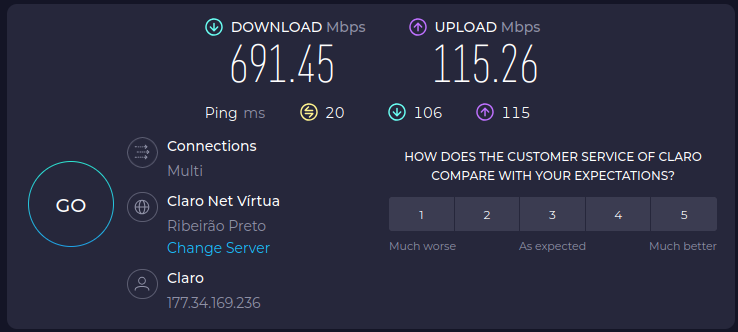 DOWNLOAD Mbps UPLOAD Mbps
691.45 115.26
Ping ms 20 106 115
Connections
Multi
Claro Net Vírtua
Ribeirão Preto
Change Server
Claro
177.34.169.236
GO
HOW DOES THE CUSTOMER SERVICE OF CLARO
COMPARE WITH YOUR EXPECTATIONS?
1 2 3 4 5
Much worse As expected Much better